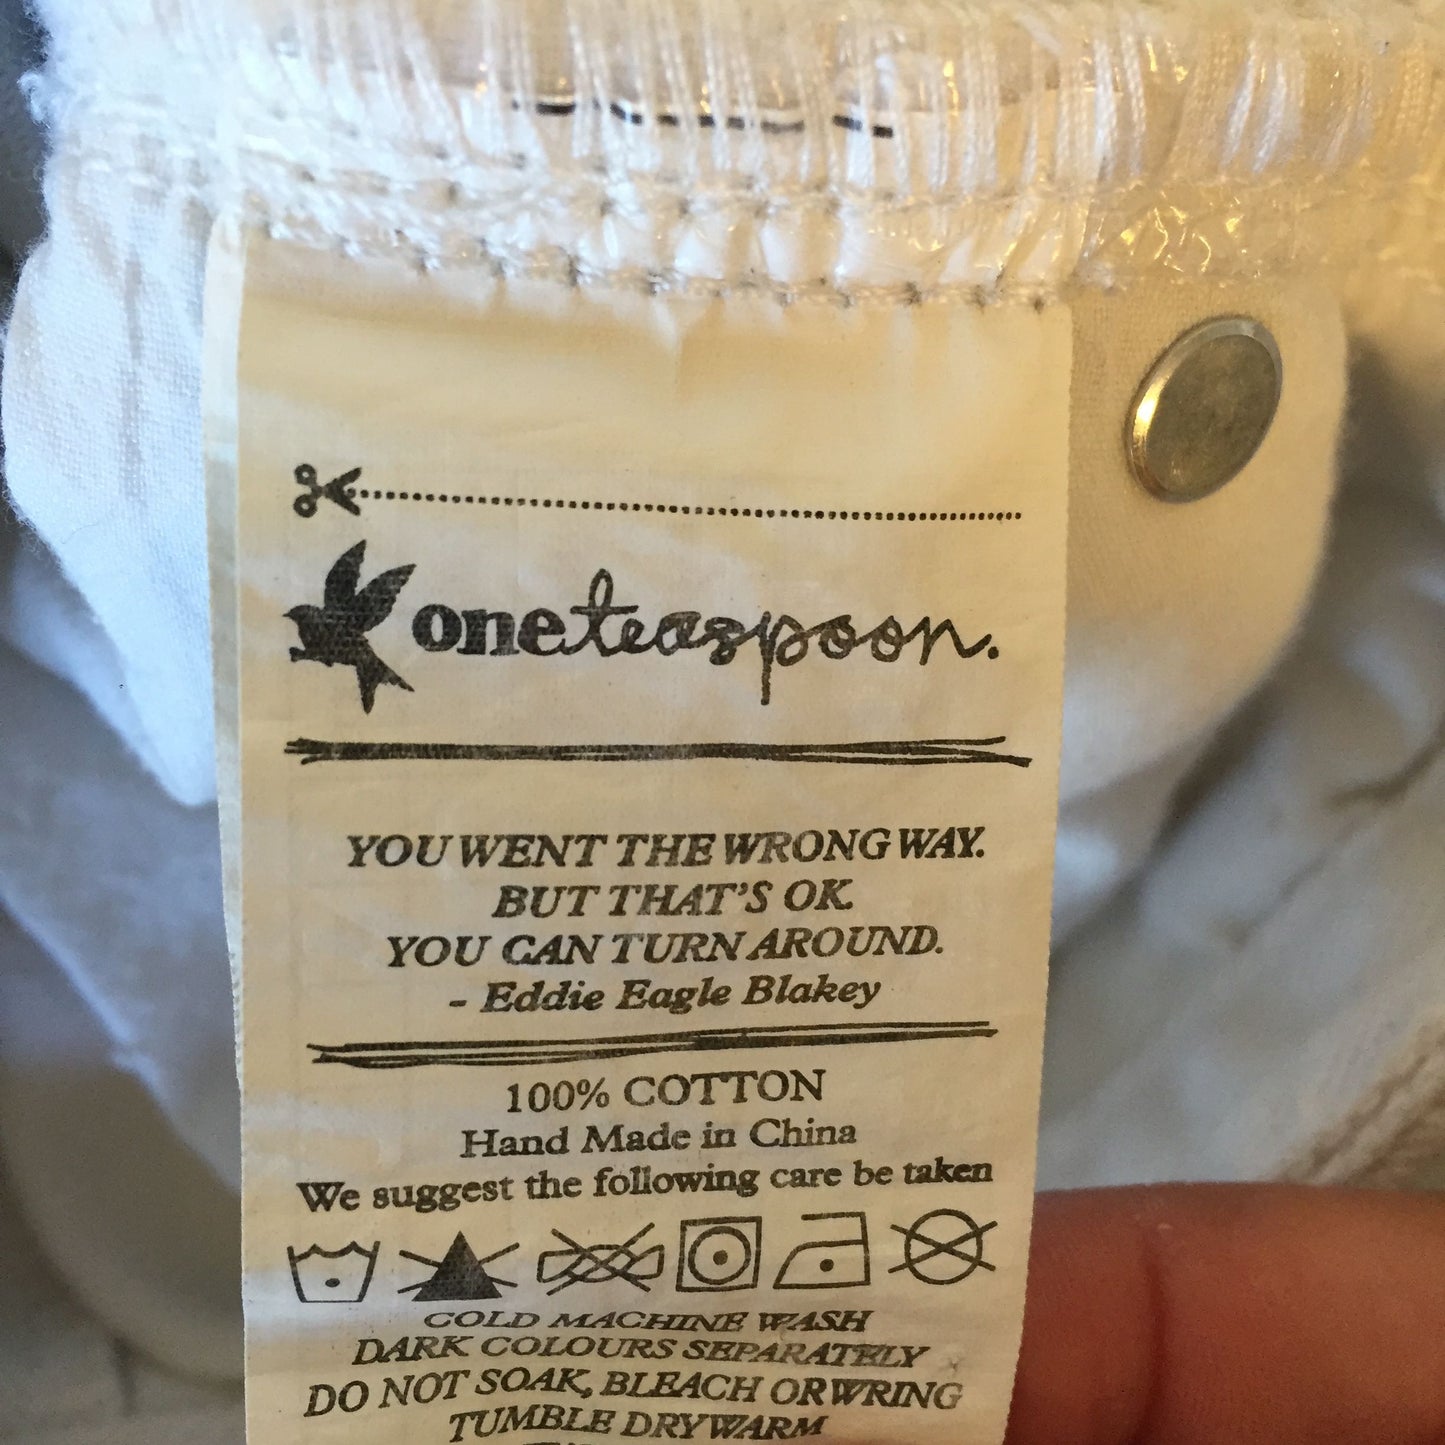 oneteaspoon.
YOU WENT THE WRONG WAY.
BUT THAT'S OK.
YOU CAN TURN AROUND.
- Eddie Eagle Blakey
100% COTTON
Hand Made in China
We suggest the following care be taken
COLD MACHINE WASH
DARK COLOURS SEPARATELY
DO NOT SOAK, BLEACH OR WRING
TUMBLE DRY WARM